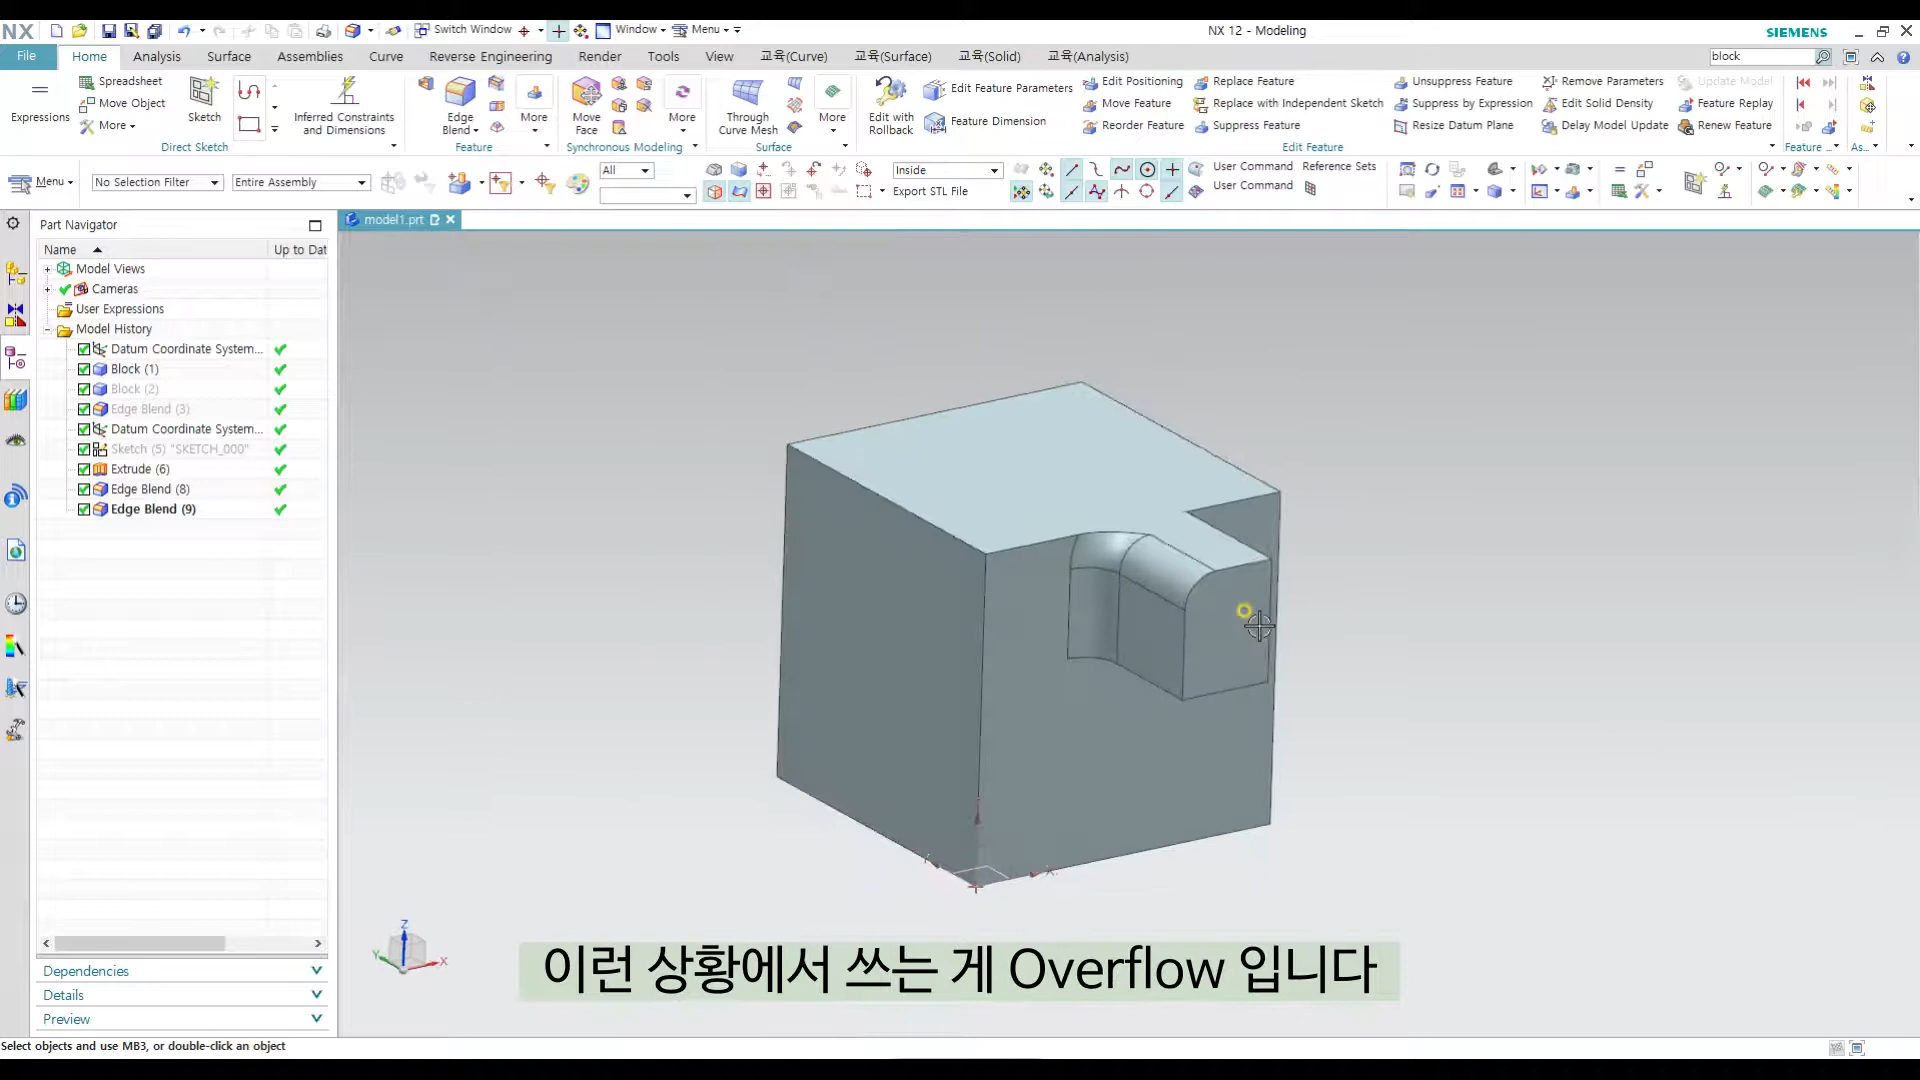 NX
Switch Window
Window
Menu
NX 12 - Modeling
SIEMENS
File
Home
Analysis
Surface
Assemblies
Curve
Reverse Engineering
Render
Tools
View
교육(Curve)
교육(Surface)
교육(Solid)
교육(Analysis)
block
Expressions
Spreadsheet
Move Object
More
Sketch
Inferred Constraints
and Dimensions
Direct Sketch
Edge
Blend
More
Feature
Move
Face
More
Synchronous Modeling
Through
Curve Mesh
More
Surface
Edit with
Rollback
Edit Feature Parameters
Feature Dimension
Edit Positioning
Move Feature
Reorder Feature
Replace Feature
Replace with Independent Sketch
Suppress Feature
Unsuppress Feature
Suppress by Expression
Resize Datum Plane
Remove Parameters
Edit Solid Density
Delay Model Update
Update Model
Feature Replay
Renew Feature
Edit Feature
Feature ...
As...
Menu
No Selection Filter
Entire Assembly
All
Inside
Export STL File
User Command
Reference Sets
User Command
Part Navigator
model1.prt
Name
Up to Dat
Model Views
Cameras
User Expressions
Model History
Datum Coordinate System...
Block (1)
Block (2)
Edge Blend (3)
Datum Coordinate System...
Sketch (5) "SKETCH_000"
Extrude (6)
Edge Blend (8)
Edge Blend (9)
Z
Y
X
X
이런 상황에서 쓰는 게 Overflow 입니다
Dependencies
Details
Preview
Select objects and use MB3, or double-click an object